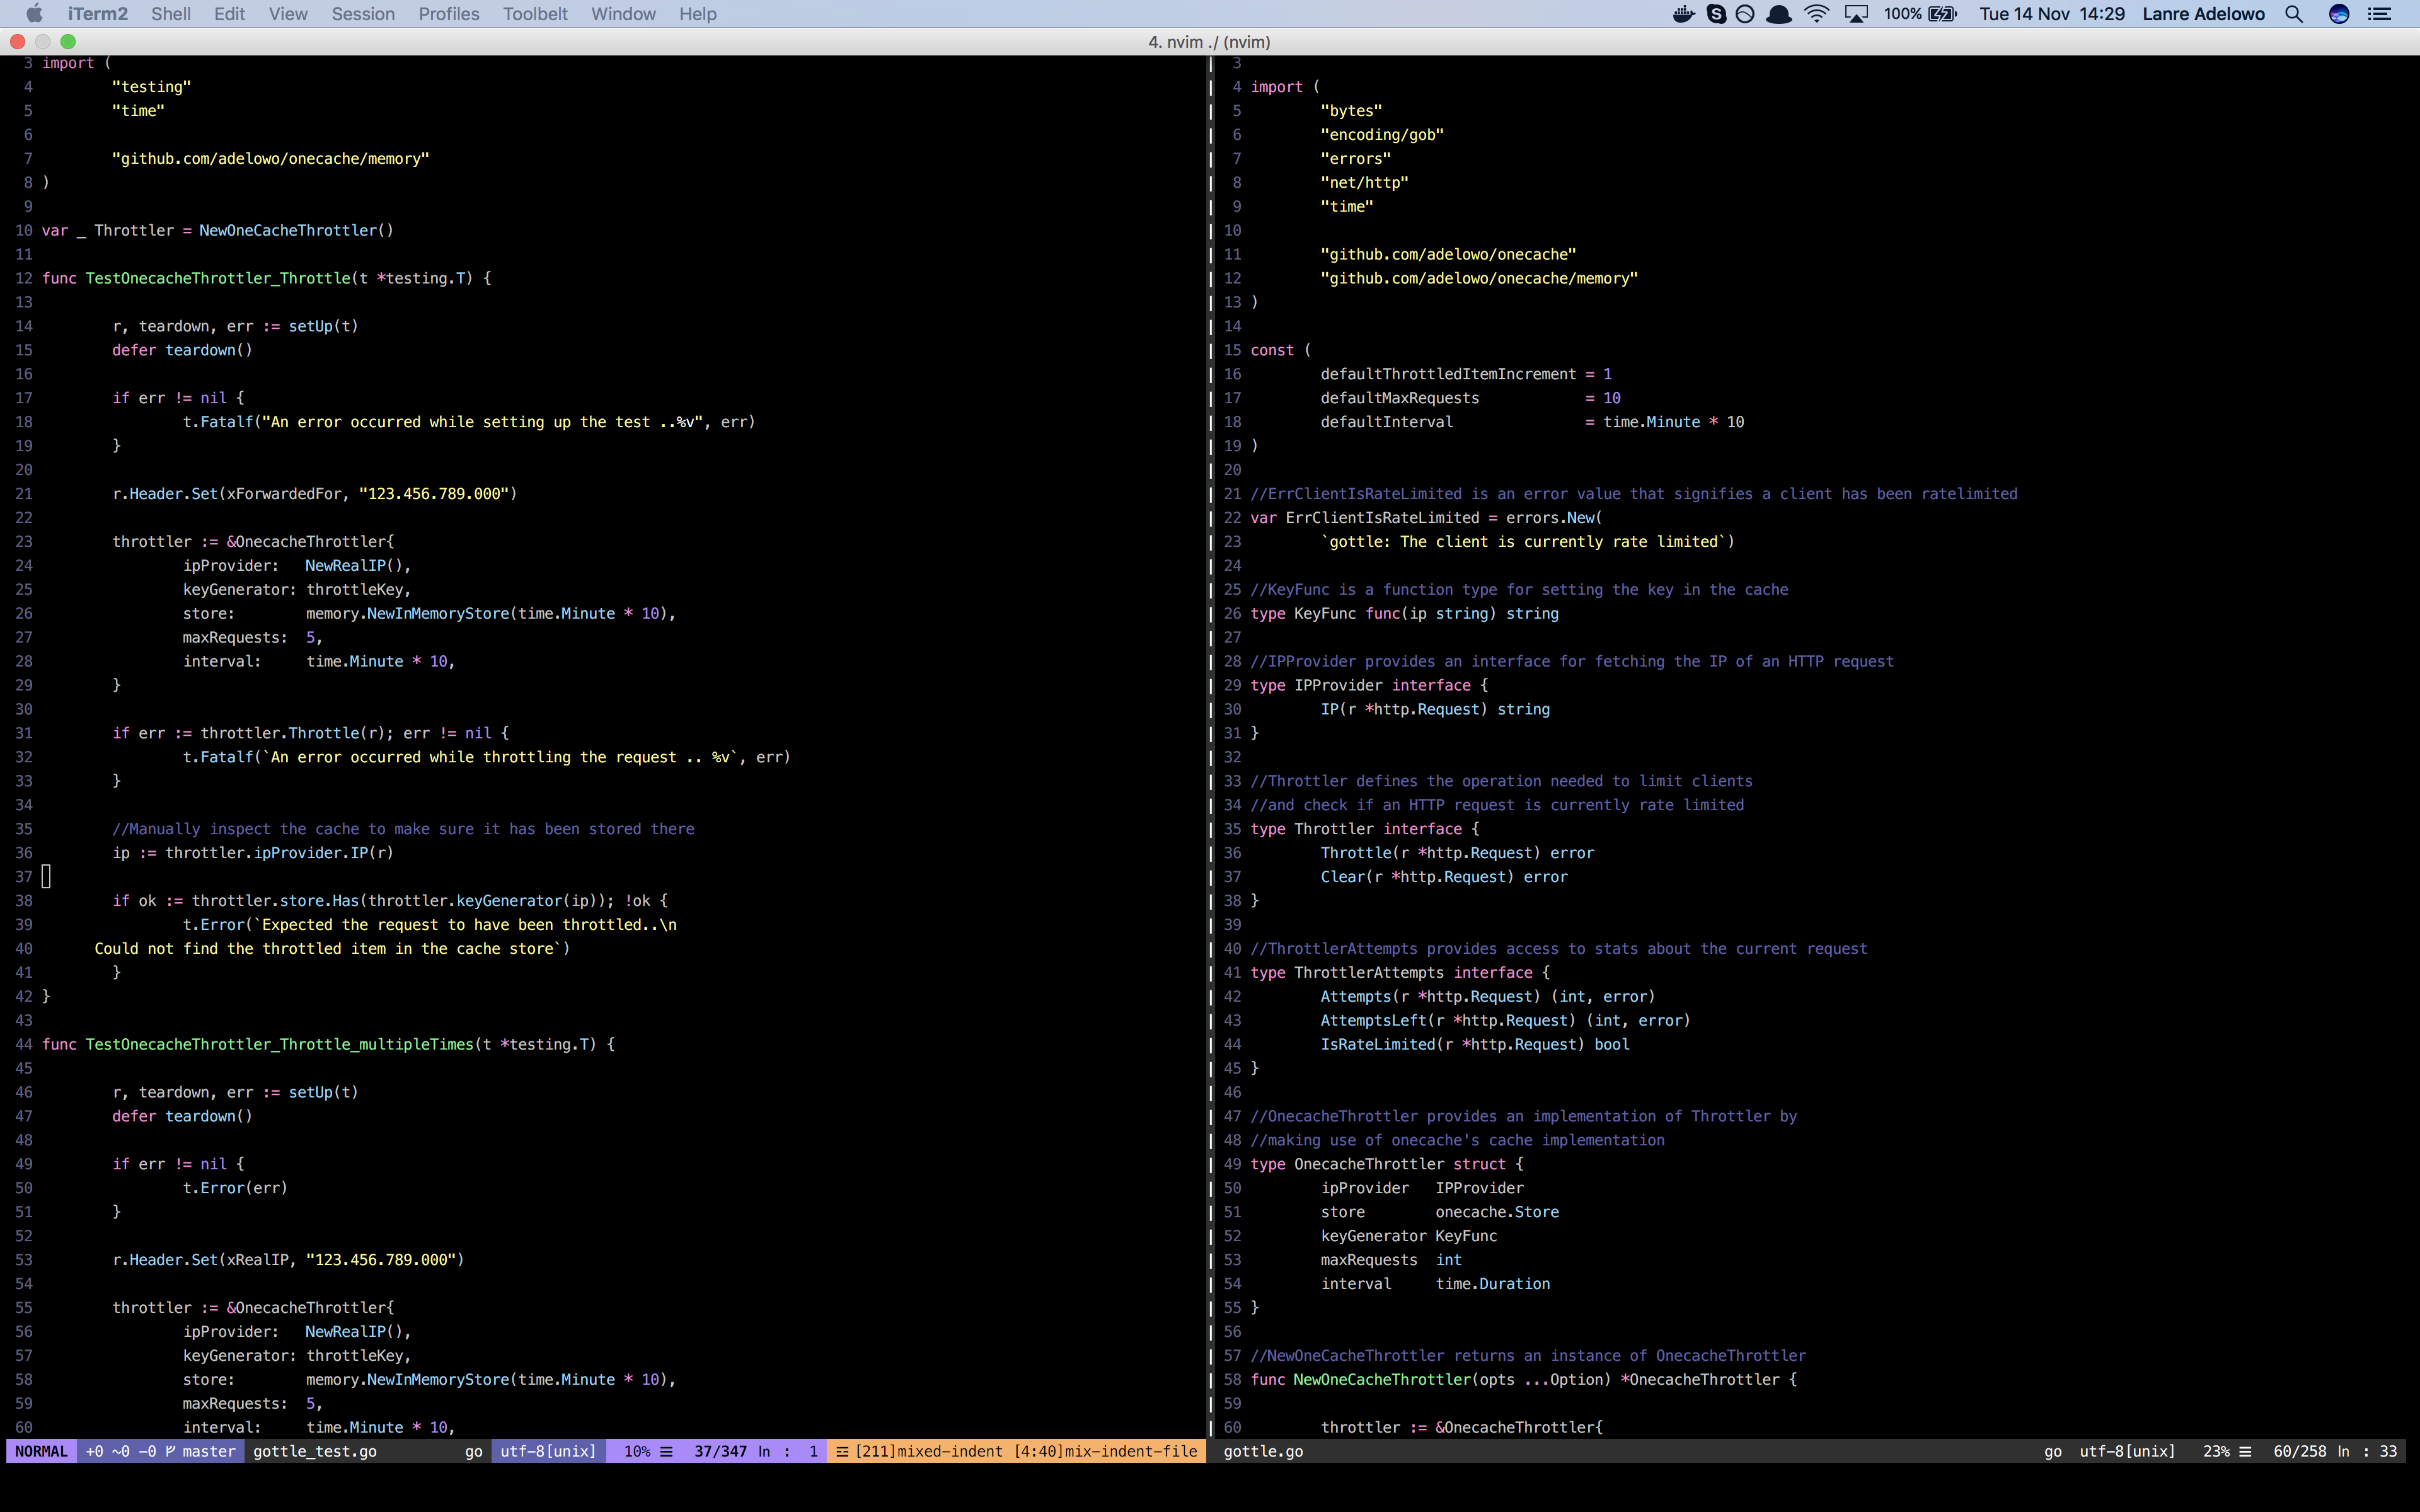 iTerm2 Shell Edit View Session Profiles Toolbelt Window Help 100% Tue 14 Nov 14:29 Lanre Adelowo
4. nvim ./ (nvim)
3 import (
4 "testing"
5 "time"
6
7 "github.com/adelowo/onecache/memory"
8 )
9
10 var _ Throttler = NewOneCacheThrottler()
11
12 func TestOnecacheThrottler_Throttle(t *testing.T) {
13
14 r, teardown, err := setUp(t)
15 defer teardown()
16
17 if err != nil {
18 t.Fatalf("An error occurred while setting up the test ..%v", err)
19 }
20
21 r.Header.Set(xForwardedFor, "123.456.789.000")
22
23 throttler := &OnecacheThrottler{
24 ipProvider: NewRealIP(),
25 keyGenerator: throttleKey,
26 store: memory.NewInMemoryStore(time.Minute * 10),
27 maxRequests: 5,
28 interval: time.Minute * 10,
29 }
30
31 if err := throttler.Throttle(r); err != nil {
32 t.Fatalf(`An error occurred while throttling the request .. %v`, err)
33 }
34
35 //Manually inspect the cache to make sure it has been stored there
36 ip := throttler.ipProvider.IP(r)
37
38 if ok := throttler.store.Has(throttler.keyGenerator(ip)); !ok {
39 t.Error(`Expected the request to have been throttled..\n
40 Could not find the throttled item in the cache store`)
41 }
42 }
43
44 func TestOnecacheThrottler_Throttle_multipleTimes(t *testing.T) {
45
46 r, teardown, err := setUp(t)
47 defer teardown()
48
49 if err != nil {
50 t.Error(err)
51 }
52
53 r.Header.Set(xRealIP, "123.456.789.000")
54
55 throttler := &OnecacheThrottler{
56 ipProvider: NewRealIP(),
57 keyGenerator: throttleKey,
58 store: memory.NewInMemoryStore(time.Minute * 10),
59 maxRequests: 5,
60 interval: time.Minute * 10,
NORMAL +0 ~0 -0 master gottle_test.go go utf-8[unix] 10% ☰ 37/347 ln : 1 ☲ [211]mixed-indent [4:40]mix-indent-file
3
4 import (
5 "bytes"
6 "encoding/gob"
7 "errors"
8 "net/http"
9 "time"
10
11 "github.com/adelowo/onecache"
12 "github.com/adelowo/onecache/memory"
13 )
14
15 const (
16 defaultThrottledItemIncrement = 1
17 defaultMaxRequests = 10
18 defaultInterval = time.Minute * 10
19 )
20
21 //ErrClientIsRateLimited is an error value that signifies a client has been ratelimited
22 var ErrClientIsRateLimited = errors.New(
23 `gottle: The client is currently rate limited`)
24
25 //KeyFunc is a function type for setting the key in the cache
26 type KeyFunc func(ip string) string
27
28 //IPProvider provides an interface for fetching the IP of an HTTP request
29 type IPProvider interface {
30 IP(r *http.Request) string
31 }
32
33 //Throttler defines the operation needed to limit clients
34 //and check if an HTTP request is currently rate limited
35 type Throttler interface {
36 Throttle(r *http.Request) error
37 Clear(r *http.Request) error
38 }
39
40 //ThrottlerAttempts provides access to stats about the current request
41 type ThrottlerAttempts interface {
42 Attempts(r *http.Request) (int, error)
43 AttemptsLeft(r *http.Request) (int, error)
44 IsRateLimited(r *http.Request) bool
45 }
46
47 //OnecacheThrottler provides an implementation of Throttler by
48 //making use of onecache's cache implementation
49 type OnecacheThrottler struct {
50 ipProvider IPProvider
51 store onecache.Store
52 keyGenerator KeyFunc
53 maxRequests int
54 interval time.Duration
55 }
56
57 //NewOneCacheThrottler returns an instance of OnecacheThrottler
58 func NewOneCacheThrottler(opts ...Option) *OnecacheThrottler {
59
60 throttler := &OnecacheThrottler{
gottle.go go utf-8[unix] 23% ☰ 60/258 ln : 33